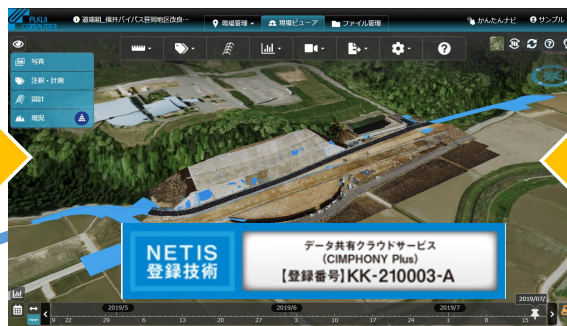 FUKUI
COMPUTER
道端組_福井バイパス笹岡地区改良…
現場管理
現場ビューア
ファイル管理
かんたんナビ
サンプル
写真
注釈・計測
設計
現況
NETIS
登録技術
データ共有クラウドサービス
(CIMPHONY Plus)
【登録番号】KK-210003-A
2019/07/
2019/5
2019/6
2019/7
9 22 29 6 13 20 27 3 10 17 24 1 8 15